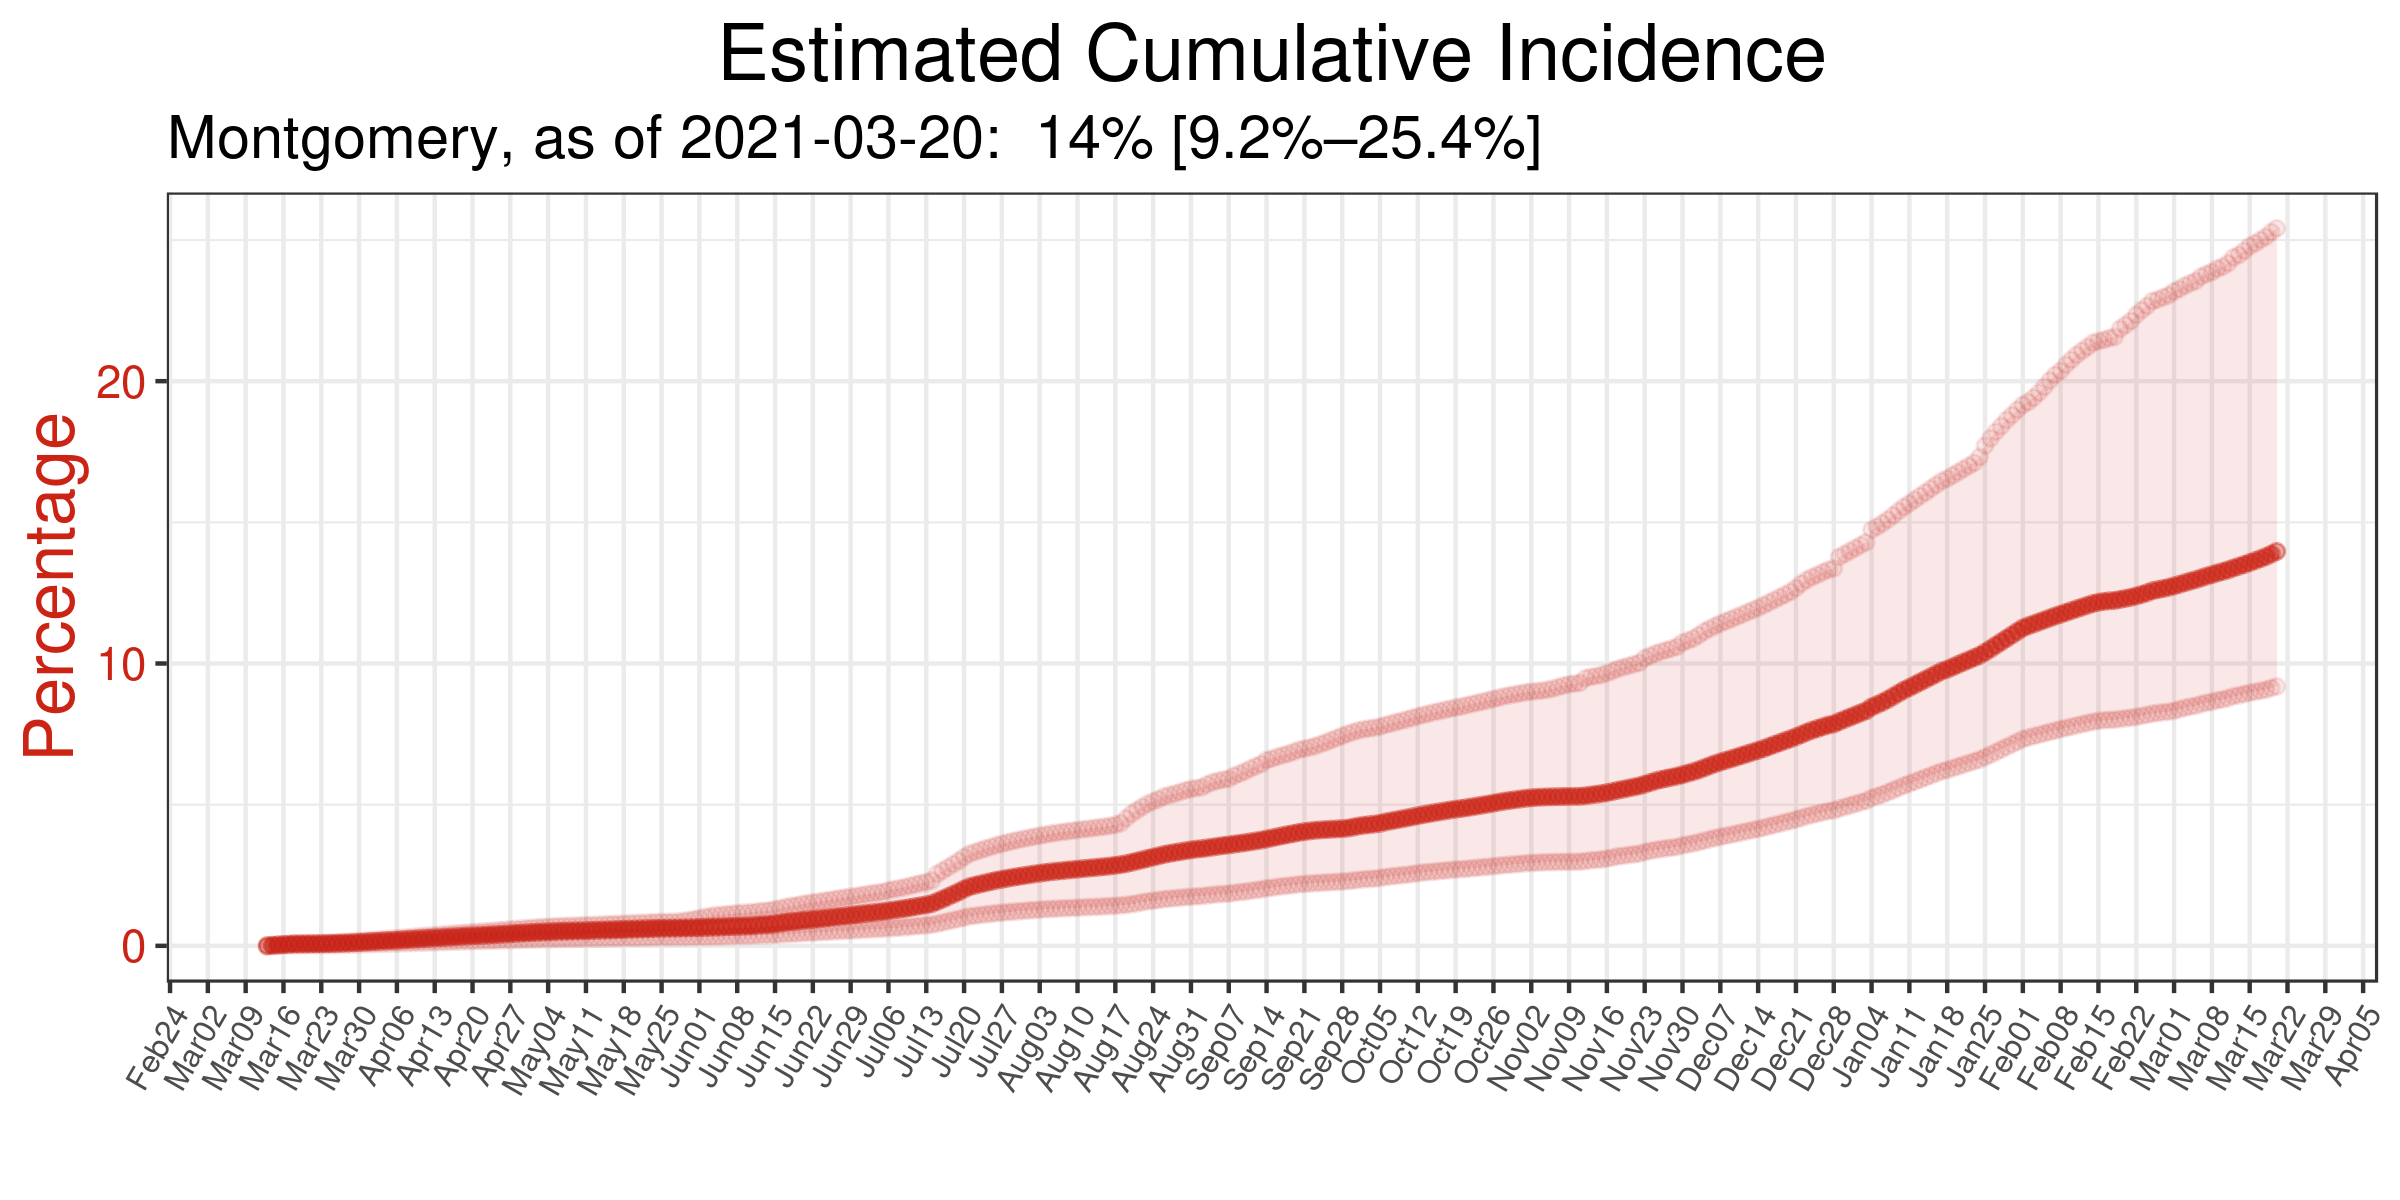 Estimated Cumulative Incidence
Montgomery, as of 2021-03-20:  14% [9.2%–25.4%]
Percentage
20
10
0
Feb24
Mar02
Mar09
Mar16
Mar23
Mar30
Apr06
Apr13
Apr20
Apr27
May04
May11
May18
May25
Jun01
Jun08
Jun15
Jun22
Jun29
Jul06
Jul13
Jul20
Jul27
Aug03
Aug10
Aug17
Aug24
Aug31
Sep07
Sep14
Sep21
Sep28
Oct05
Oct12
Oct19
Oct26
Nov02
Nov09
Nov16
Nov23
Nov30
Dec07
Dec14
Dec21
Dec28
Jan04
Jan11
Jan18
Jan25
Feb01
Feb08
Feb15
Feb22
Mar01
Mar08
Mar15
Mar22
Mar29
Apr05